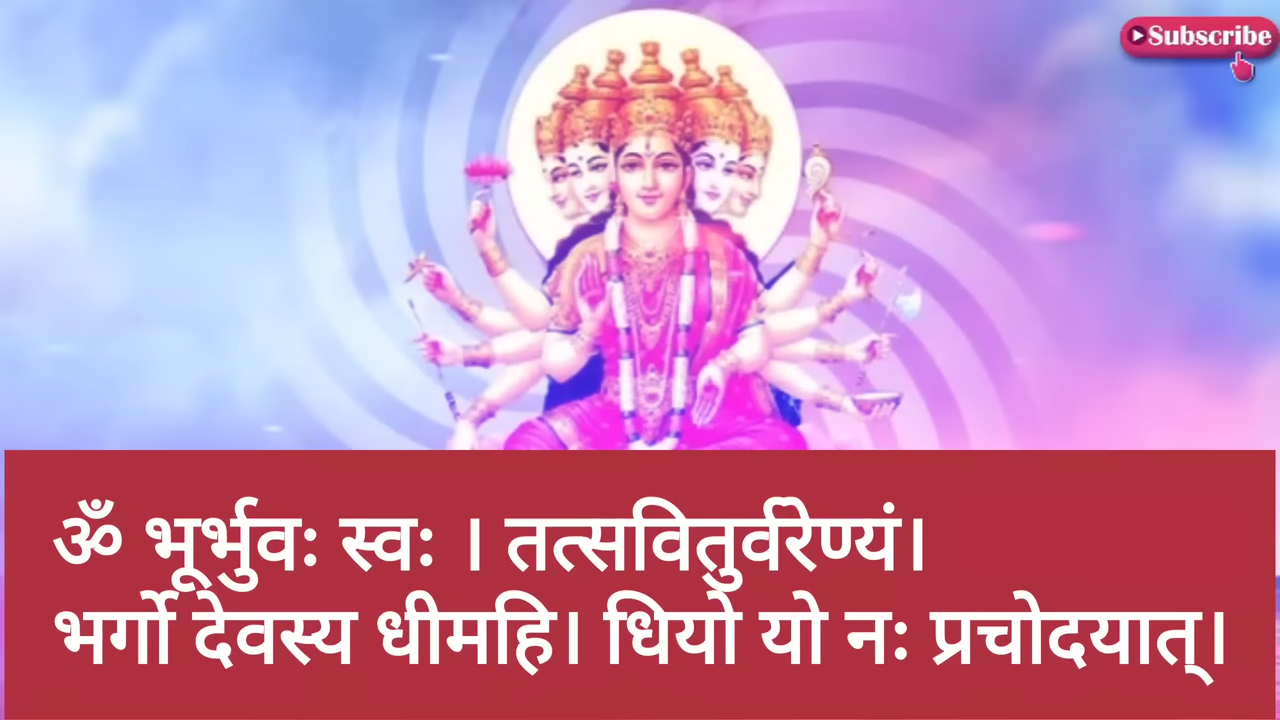 Subscribe
ॐ भूर्भुवः स्वः । तत्सवितुर्वरेण्यं।
भर्गो देवस्य धीमहि। धियो यो नः प्रचोदयात्।